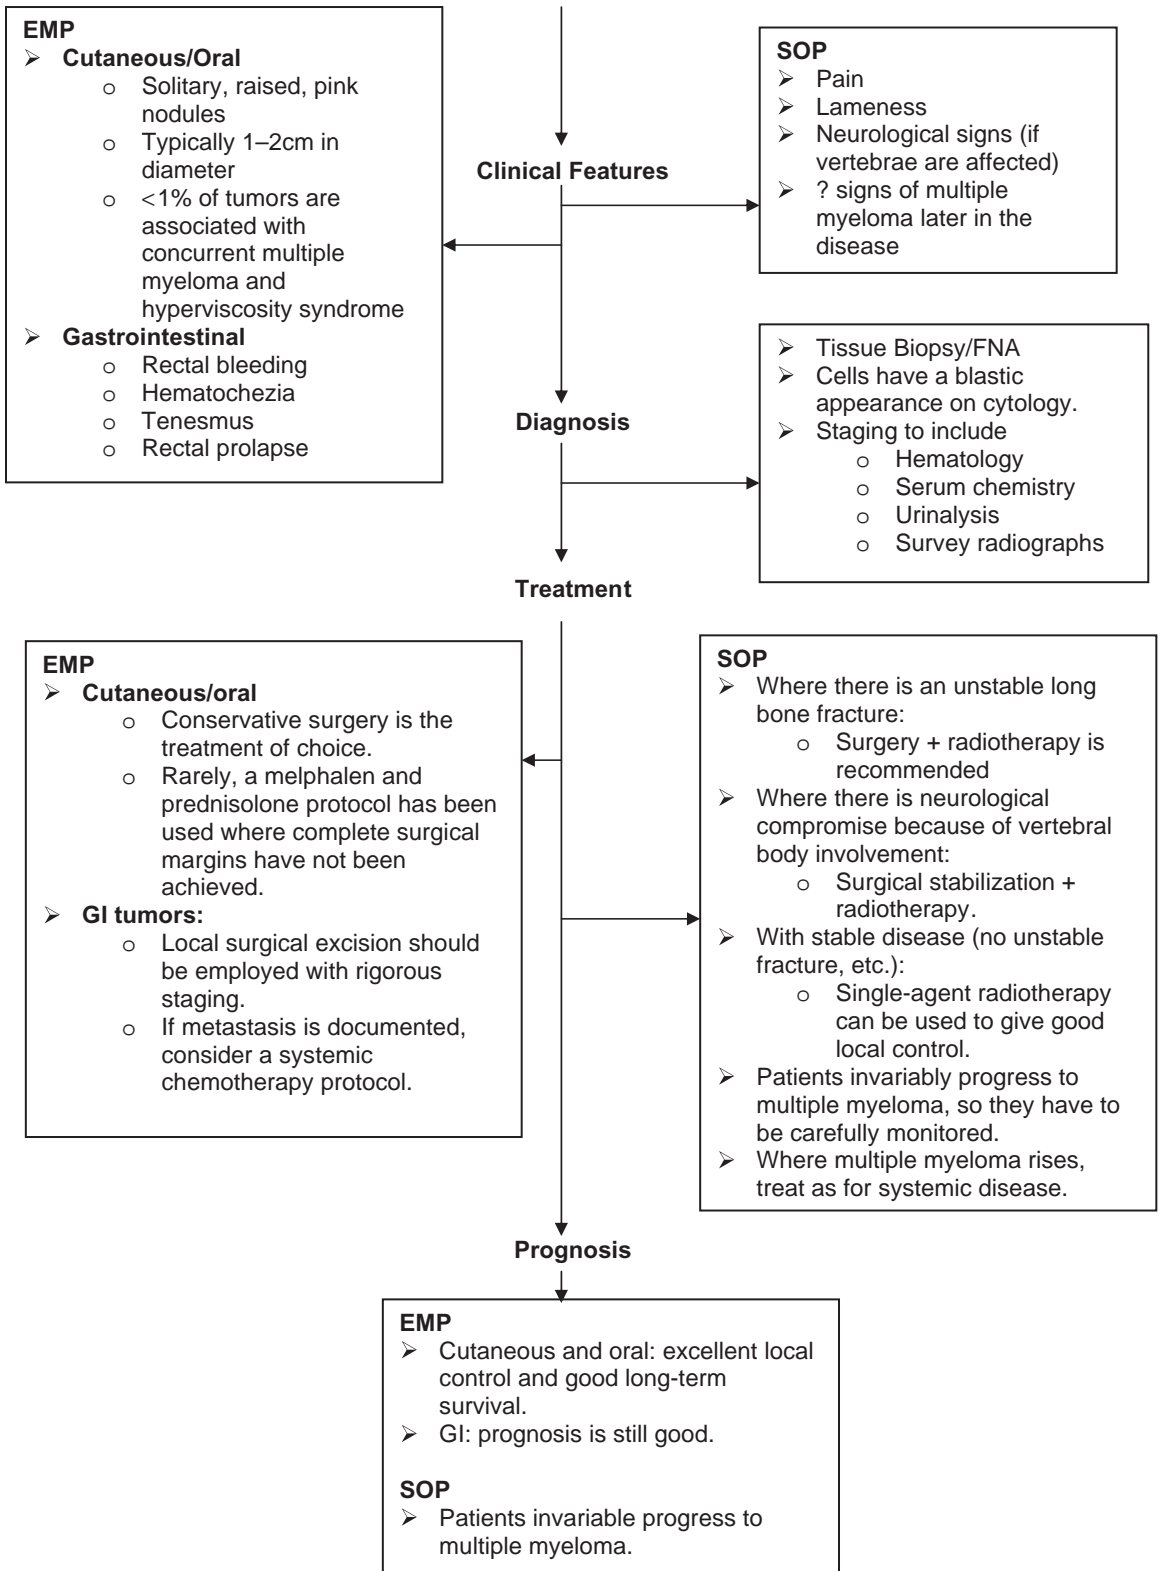 EMP
➢ Cutaneous/Oral
o Solitary, raised, pink
nodules
o Typically 1–2cm in
diameter
o <1% of tumors are
associated with
concurrent multiple
myeloma and
hyperviscosity syndrome
➢ Gastrointestinal
o Rectal bleeding
o Hematochezia
o Tenesmus
o Rectal prolapse
Clinical Features
SOP
➢ Pain
➢ Lameness
➢ Neurological signs (if
vertebrae are affected)
➢ ? signs of multiple
myeloma later in the
disease
Diagnosis
➢ Tissue Biopsy/FNA
➢ Cells have a blastic
appearance on cytology.
➢ Staging to include
o Hematology
o Serum chemistry
o Urinalysis
o Survey radiographs
Treatment
EMP
➢ Cutaneous/oral
o Conservative surgery is the
treatment of choice.
o Rarely, a melphalen and
prednisolone protocol has been
used where complete surgical
margins have not been
achieved.
➢ GI tumors:
o Local surgical excision should
be employed with rigorous
staging.
o If metastasis is documented,
consider a systemic
chemotherapy protocol.
SOP
➢ Where there is an unstable long
bone fracture:
o Surgery + radiotherapy is
recommended
➢ Where there is neurological
compromise because of vertebral
body involvement:
o Surgical stabilization +
radiotherapy.
➢ With stable disease (no unstable
fracture, etc.):
o Single-agent radiotherapy
can be used to give good
local control.
➢ Patients invariably progress to
multiple myeloma, so they have to
be carefully monitored.
➢ Where multiple myeloma rises,
treat as for systemic disease.
Prognosis
EMP
➢ Cutaneous and oral: excellent local
control and good long-term
survival.
➢ GI: prognosis is still good.
SOP
➢ Patients invariable progress to
multiple myeloma.